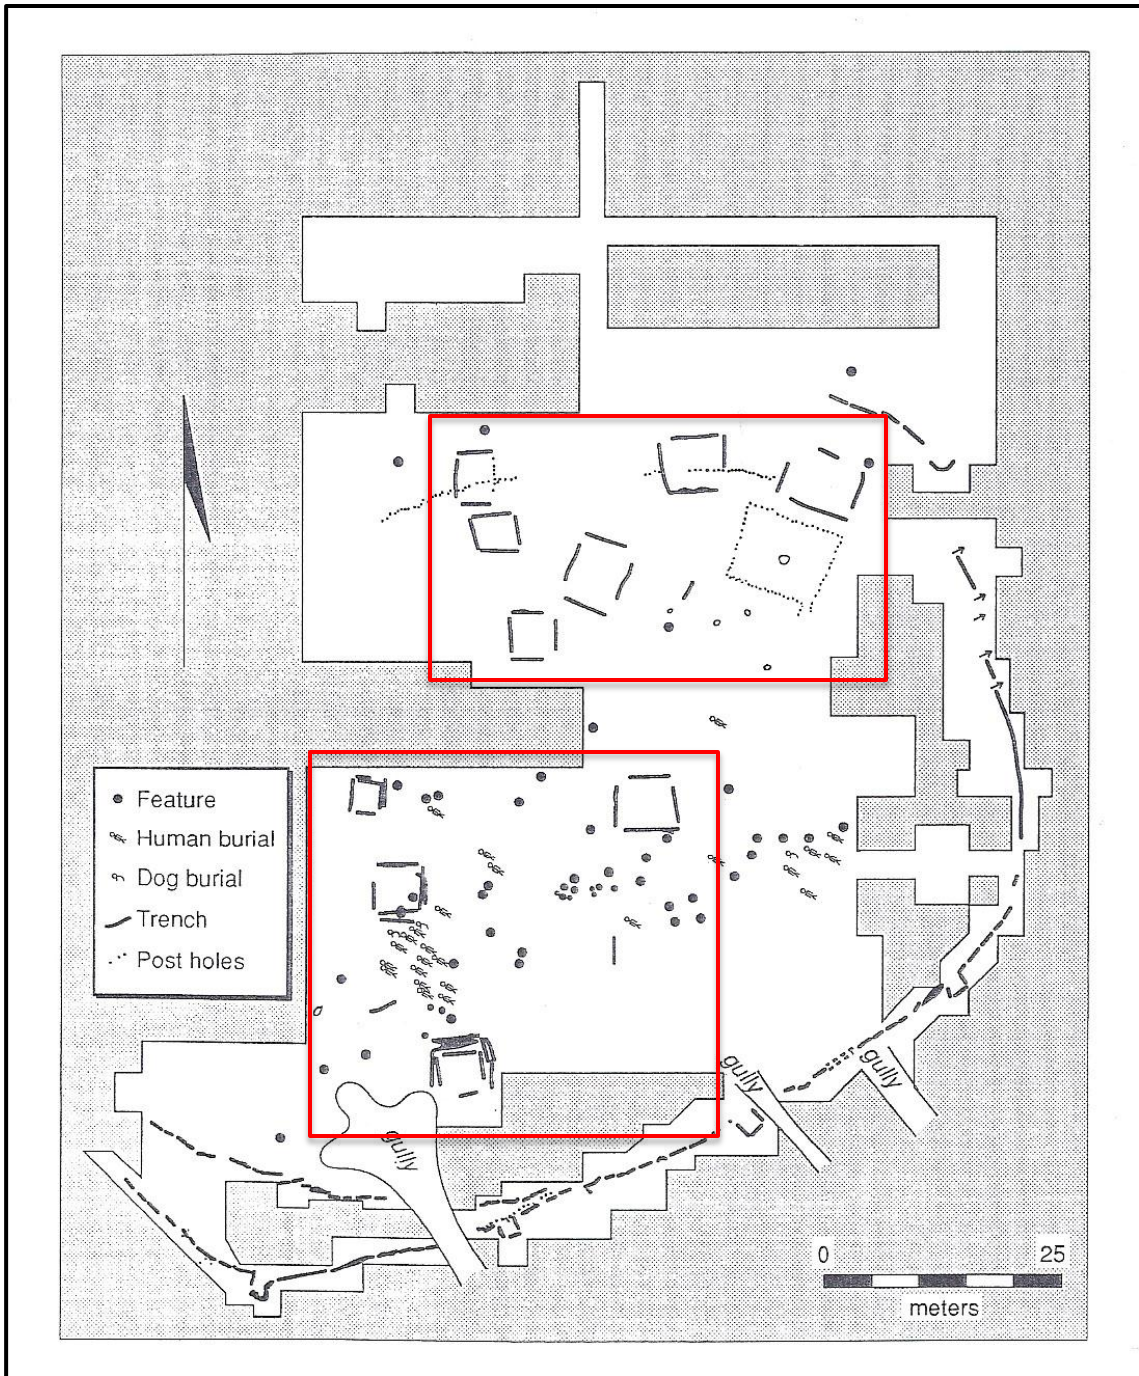 Feature
Human burial
Dog burial
Trench
Post holes
gully
gully
gully
0 25
meters